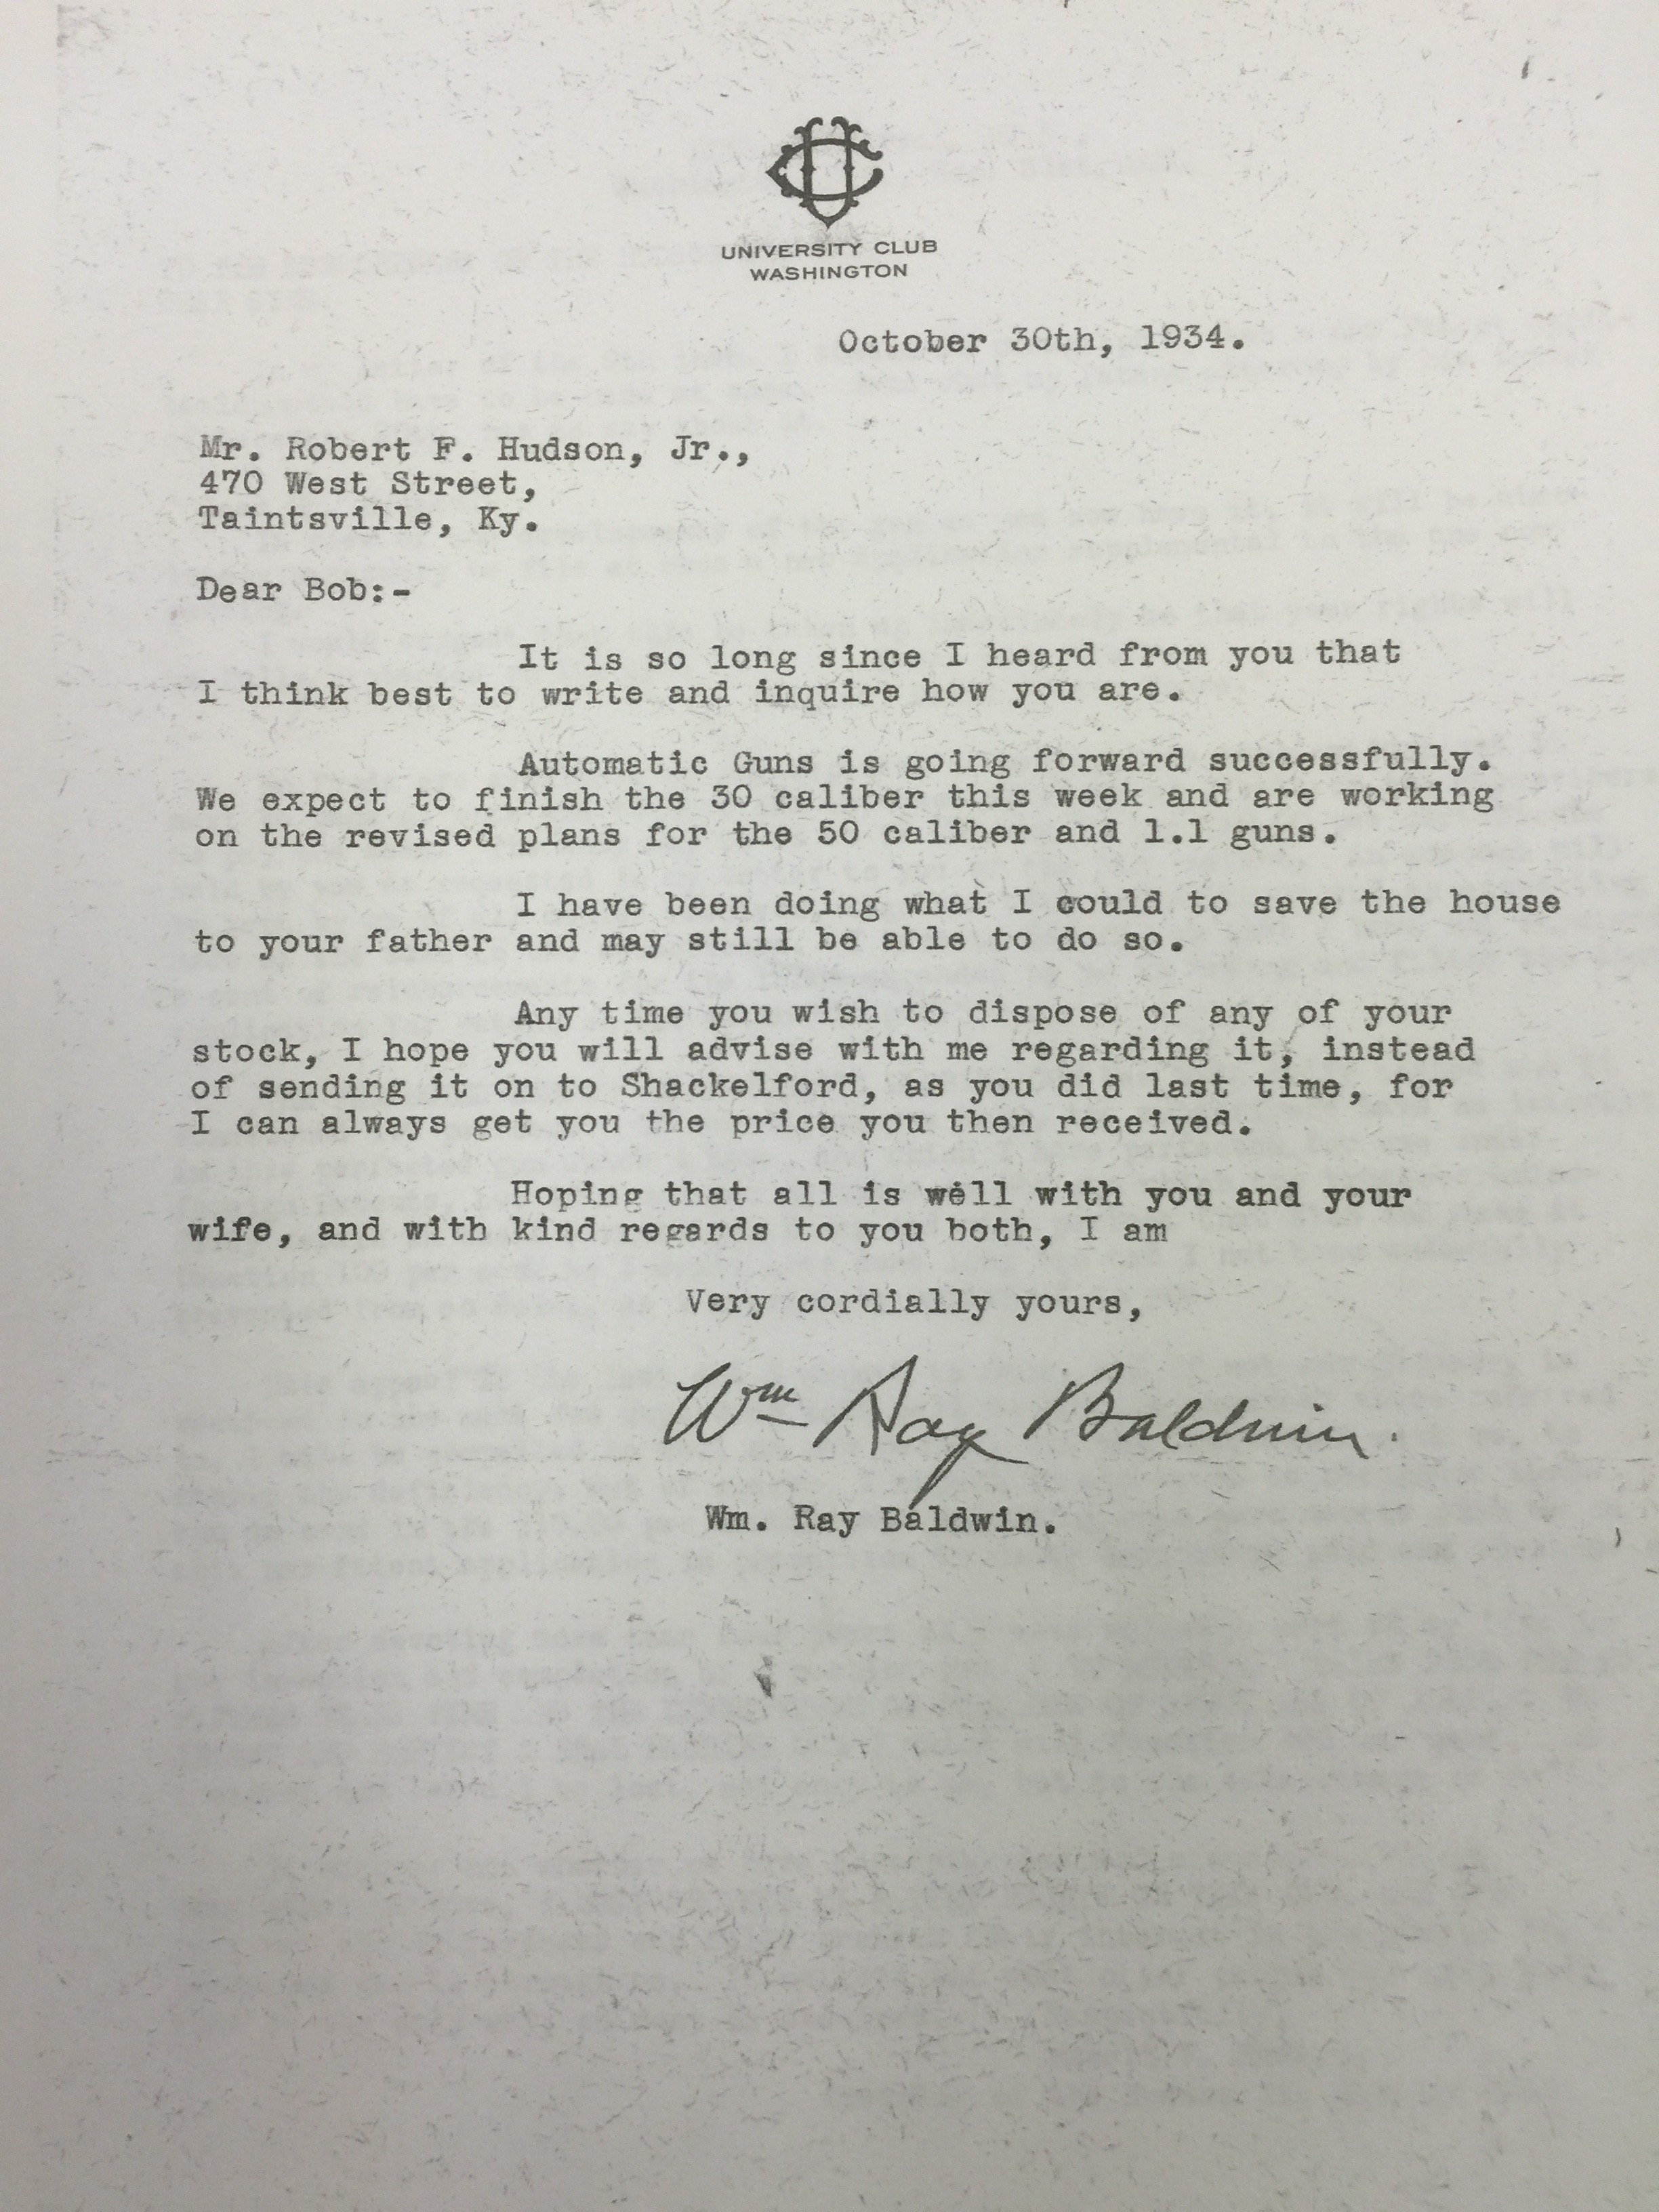 UNIVERSITY CLUB
WASHINGTON
October 30th, 1934.
Mr. Robert F. Hudson, Jr.,
470 West Street,
Taintsville, Ky.
Dear Bob:-
It is so long since I heard from you that
I think best to write and inquire how you are.
Automatic Guns is going forward successfully.
We expect to finish the 30 caliber this week and are working
on the revised plans for the 50 caliber and 1.1 guns.
I have been doing what I could to save the house
to your father and may still be able to do so.
Any time you wish to dispose of any of your
stock, I hope you will advise with me regarding it, instead
of sending it on to Shackelford, as you did last time, for
I can always get you the price you then received.
Hoping that all is well with you and your
wife, and with kind regards to you both, I am
Very cordially yours,
Wm Ray Baldwin.
Wm. Ray Baldwin.